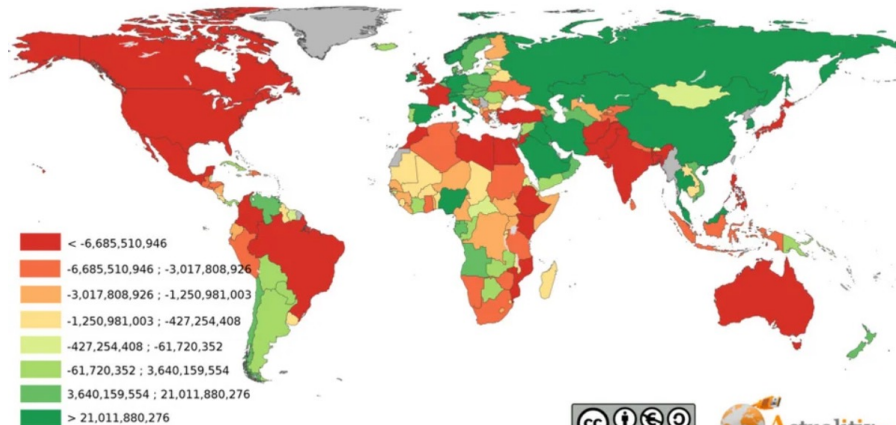 < -6,685,510,946
-6,685,510,946 ; -3,017,808,926
-3,017,808,926 ; -1,250,981,003
-1,250,981,003 ; -427,254,408
-427,254,408 ; -61,720,352
-61,720,352 ; 3,640,159,554
3,640,159,554 ; 21,011,880,276
> 21,011,880,276
cc